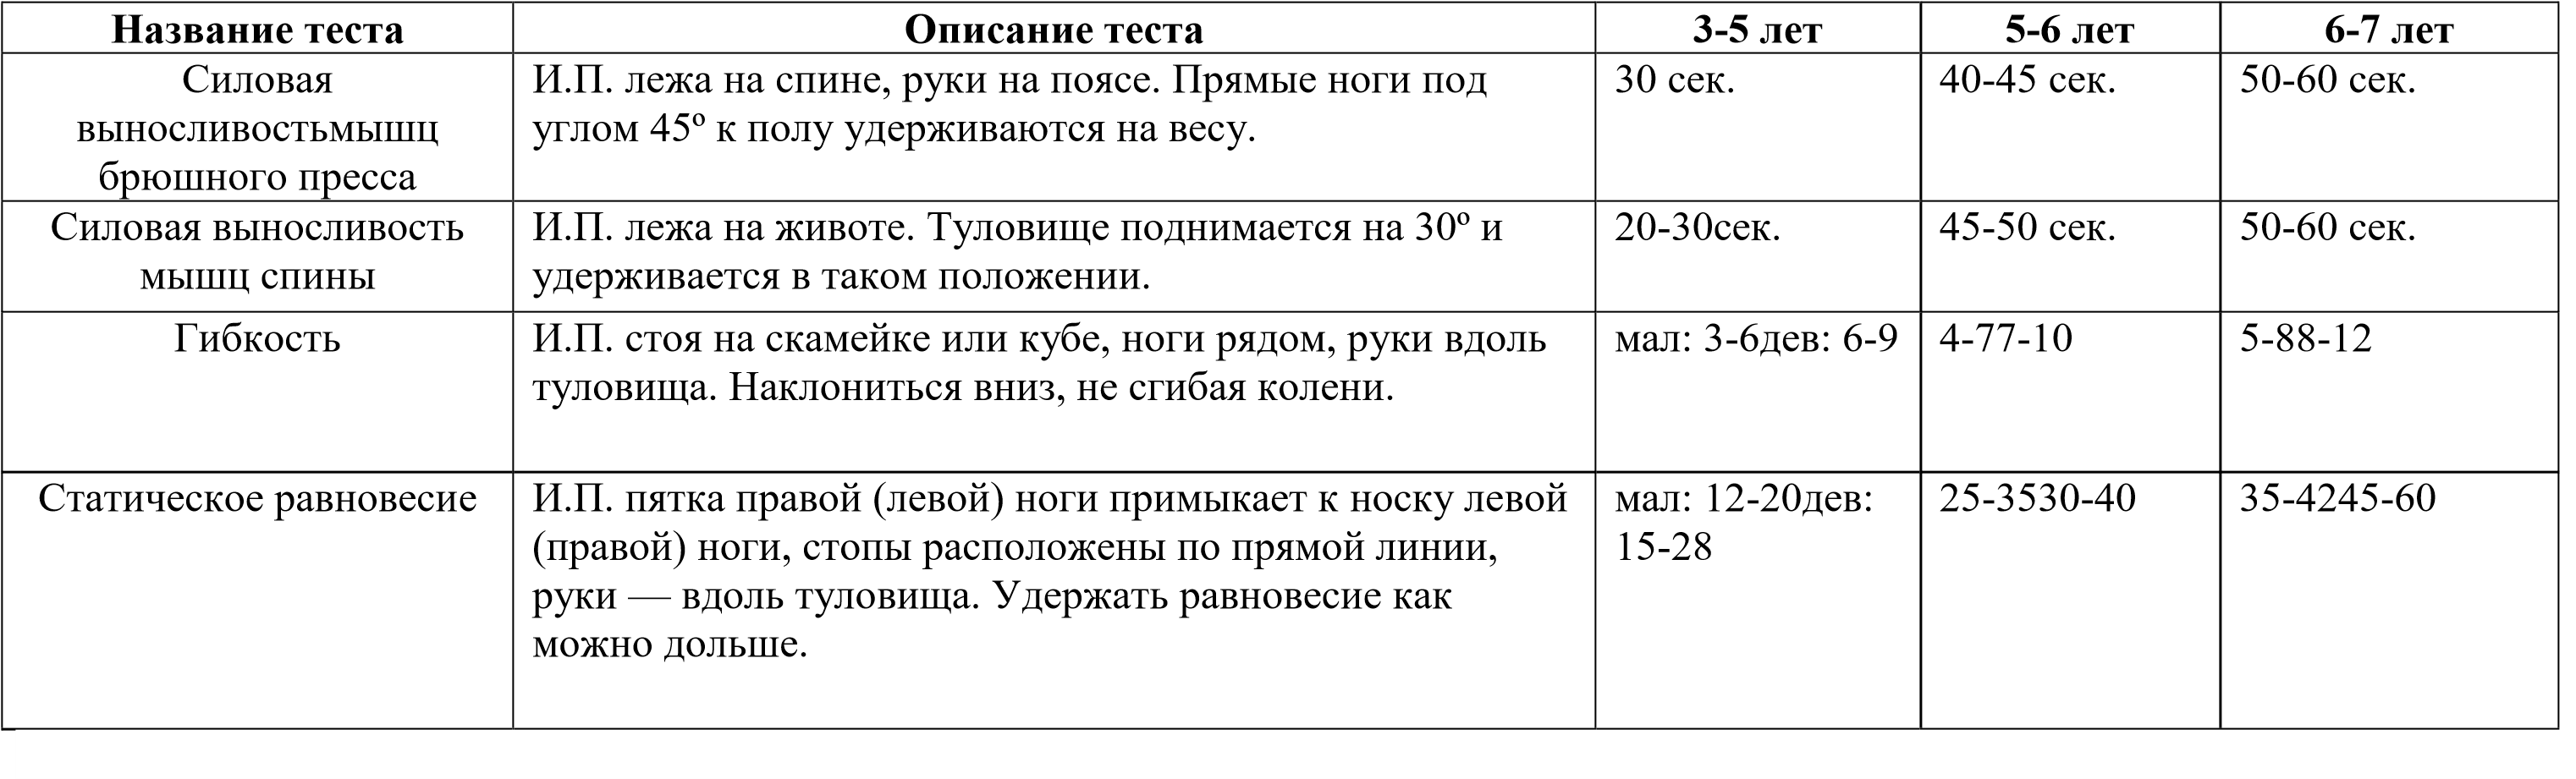 Название теста
Описание теста
3-5 лет
5-6 лет
6-7 лет
Силовая
выносливостьмышц
брюшного пресса
И.П. лежа на спине, руки на поясе. Прямые ноги под
углом 45º к полу удерживаются на весу.
30 сек.
40-45 сек.
50-60 сек.
Силовая выносливость
мышц спины
И.П. лежа на животе. Туловище поднимается на 30º и
удерживается в таком положении.
20-30сек.
45-50 сек.
50-60 сек.
Гибкость
И.П. стоя на скамейке или кубе, ноги рядом, руки вдоль
туловища. Наклониться вниз, не сгибая колени.
мал: 3-6дев: 6-9
4-77-10
5-88-12
Статическое равновесие
И.П. пятка правой (левой) ноги примыкает к носку левой
(правой) ноги, стопы расположены по прямой линии,
руки — вдоль туловища. Удержать равновесие как
можно дольше.
мал: 12-20дев:
15-28
25-3530-40
35-4245-60